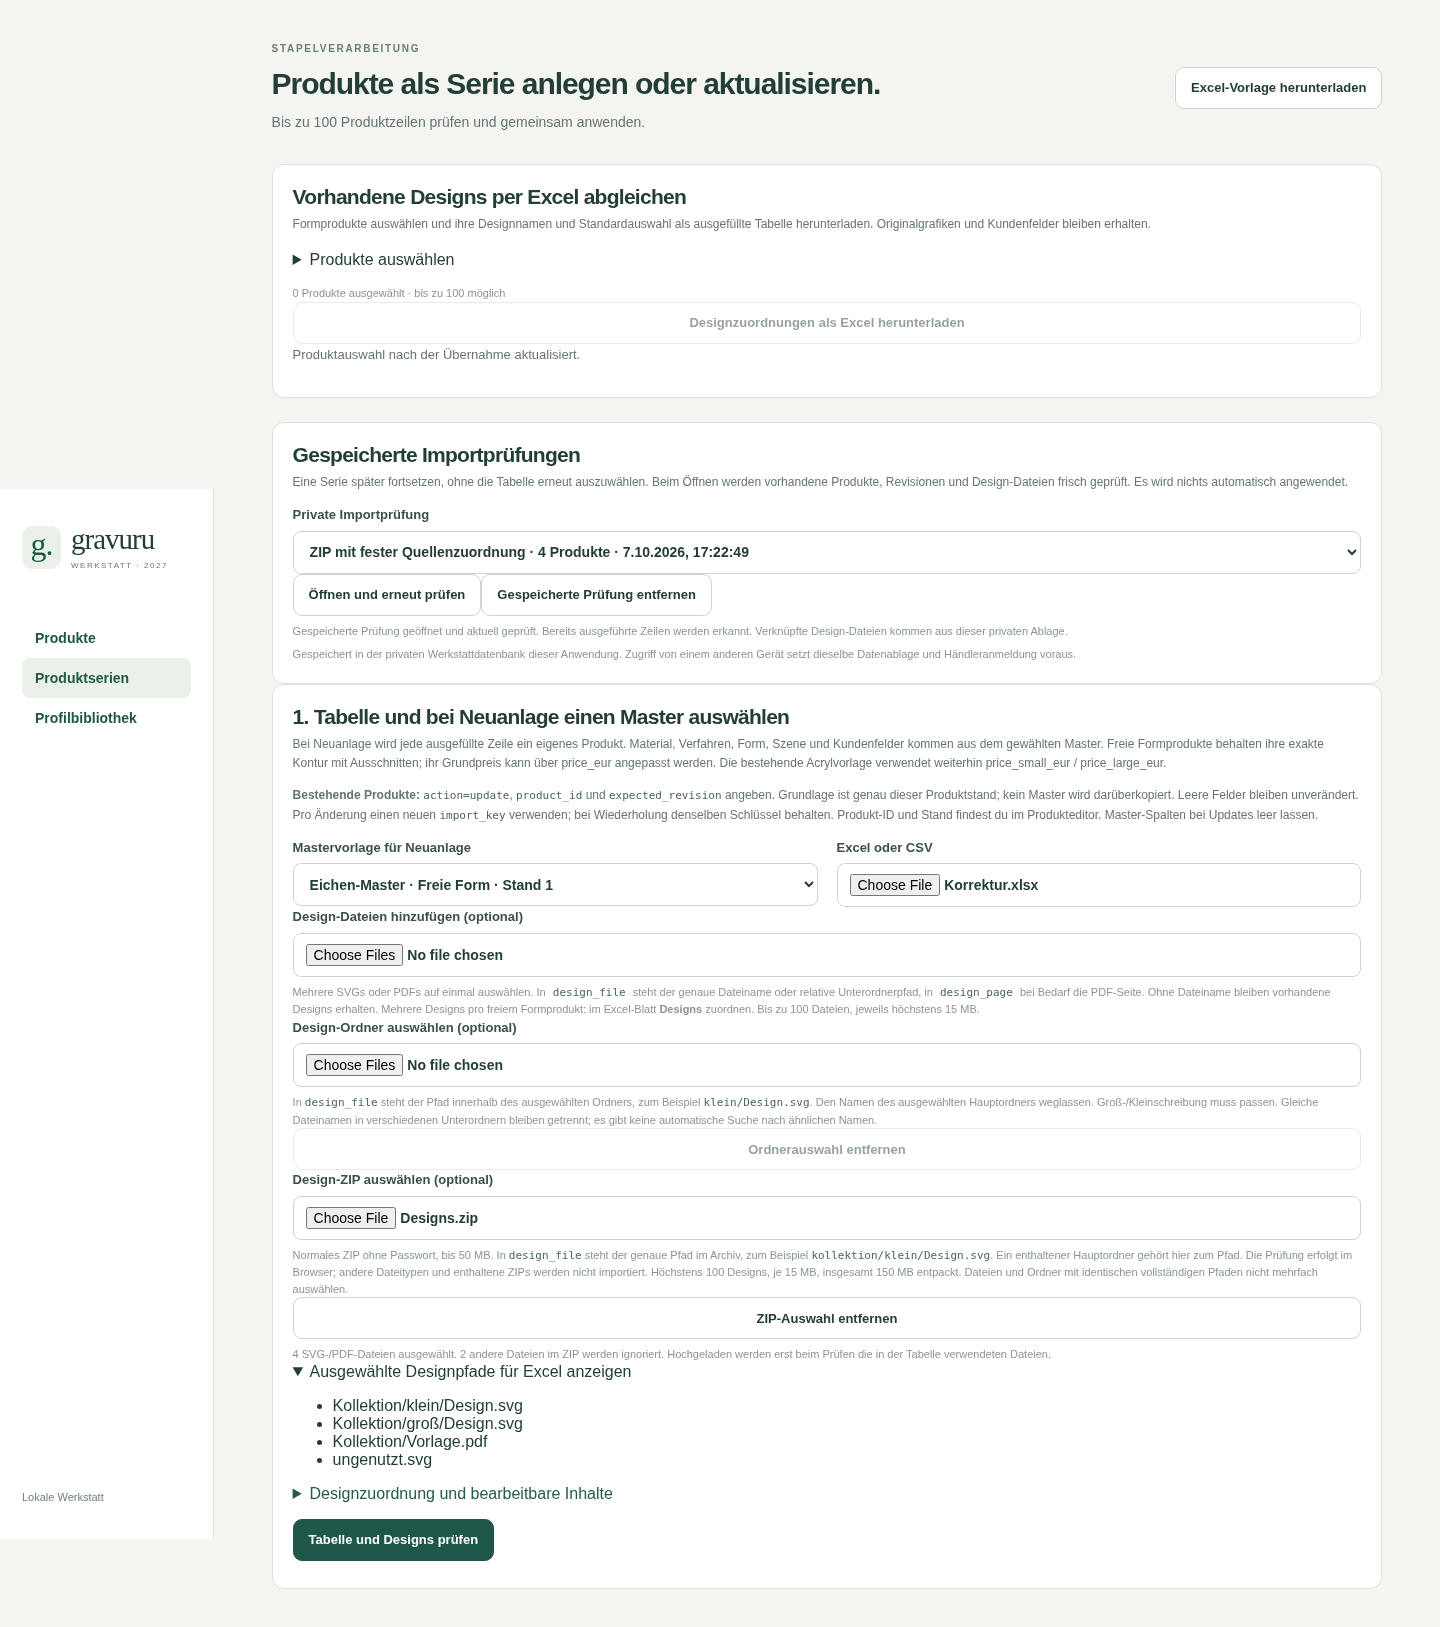 STAPELVERARBEITUNG
Produkte als Serie anlegen oder aktualisieren.
Excel-Vorlage herunterladen
Bis zu 100 Produktzeilen prüfen und gemeinsam anwenden.
Vorhandene Designs per Excel abgleichen
Formprodukte auswählen und ihre Designnamen und Standardauswahl als ausgefüllte Tabelle herunterladen. Originalgrafiken und Kundenfelder bleiben erhalten.
Produkte auswählen
0 Produkte ausgewählt · bis zu 100 möglich
Designzuordnungen als Excel herunterladen
Produktauswahl nach der Übernahme aktualisiert.
Gespeicherte Importprüfungen
Eine Serie später fortsetzen, ohne die Tabelle erneut auszuwählen. Beim Öffnen werden vorhandene Produkte, Revisionen und Design-Dateien frisch geprüft. Es wird nichts automatisch angewendet.
Private Importprüfung
ZIP mit fester Quellenzuordnung · 4 Produkte · 7.10.2026, 17:22:49
Öffnen und erneut prüfen
Gespeicherte Prüfung entfernen
Gespeicherte Prüfung geöffnet und aktuell geprüft. Bereits ausgeführte Zeilen werden erkannt. Verknüpfte Design-Dateien kommen aus dieser privaten Ablage.
Gespeichert in der privaten Werkstattdatenbank dieser Anwendung. Zugriff von einem anderen Gerät setzt dieselbe Datenablage und Händleranmeldung voraus.
g. gravuru
WERKSTATT · 2027
Produkte
Produktserien
Profilbibliothek
Lokale Werkstatt
1. Tabelle und bei Neuanlage einen Master auswählen
Bei Neuanlage wird jede ausgefüllte Zeile ein eigenes Produkt. Material, Verfahren, Form, Szene und Kundenfelder kommen aus dem gewählten Master. Freie Formprodukte behalten ihre exakte
Kontur mit Ausschnitten; ihr Grundpreis kann über price_eur angepasst werden. Die bestehende Acrylvorlage verwendet weiterhin price_small_eur / price_large_eur.
Bestehende Produkte: action=update, product_id und expected_revision angeben. Grundlage ist genau dieser Produktstand; kein Master wird darüberkopiert. Leere Felder bleiben unverändert.
Pro Änderung einen neuen import_key verwenden; bei Wiederholung denselben Schlüssel behalten. Produkt-ID und Stand findest du im Produkteditor. Master-Spalten bei Updates leer lassen.
Mastervorlage für Neuanlage
Excel oder CSV
Eichen-Master · Freie Form · Stand 1
Choose File Korrektur.xlsx
Design-Dateien hinzufügen (optional)
Choose Files No file chosen
Mehrere SVGs oder PDFs auf einmal auswählen. In design_file steht der genaue Dateiname oder relative Unterordnerpfad, in design_page bei Bedarf die PDF-Seite. Ohne Dateiname bleiben vorhandene
Designs erhalten. Mehrere Designs pro freiem Formprodukt: im Excel-Blatt Designs zuordnen. Bis zu 100 Dateien, jeweils höchstens 15 MB.
Design-Ordner auswählen (optional)
Choose Files No file chosen
In design_file steht der Pfad innerhalb des ausgewählten Ordners, zum Beispiel klein/Design.svg. Den Namen des ausgewählten Hauptordners weglassen. Groß-/Kleinschreibung muss passen. Gleiche
Dateinamen in verschiedenen Unterordnern bleiben getrennt; es gibt keine automatische Suche nach ähnlichen Namen.
Ordnerauswahl entfernen
Design-ZIP auswählen (optional)
Choose File Designs.zip
Normales ZIP ohne Passwort, bis 50 MB. In design_file steht der genaue Pfad im Archiv, zum Beispiel kollektion/klein/Design.svg. Ein enthaltener Hauptordner gehört hier zum Pfad. Die Prüfung erfolgt im
Browser; andere Dateitypen und enthaltene ZIPs werden nicht importiert. Höchstens 100 Designs, je 15 MB, insgesamt 150 MB entpackt. Dateien und Ordner mit identischen vollständigen Pfaden nicht mehrfach
auswählen.
ZIP-Auswahl entfernen
4 SVG-/PDF-Dateien ausgewählt. 2 andere Dateien im ZIP werden ignoriert. Hochgeladen werden erst beim Prüfen die in der Tabelle verwendeten Dateien.
Ausgewählte Designpfade für Excel anzeigen
Kollektion/klein/Design.svg
Kollektion/groß/Design.svg
Kollektion/Vorlage.pdf
ungenutzt.svg
Designzuordnung und bearbeitbare Inhalte
Tabelle und Designs prüfen